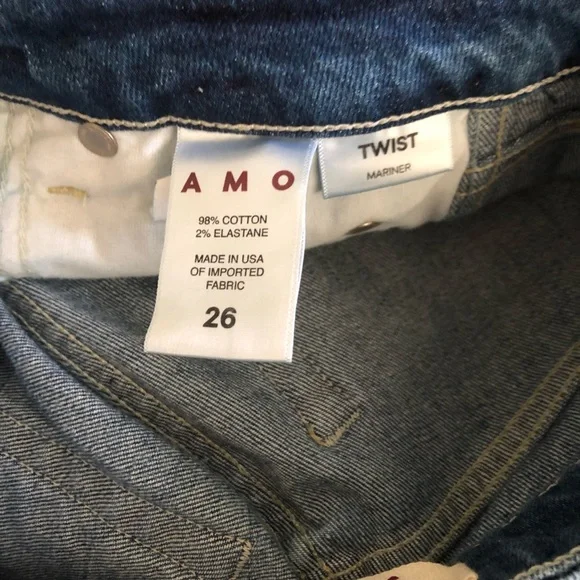 AMO
98% COTTON
2% ELASTANE
MADE IN USA
OF IMPORTED
FABRIC
26
TWIST
MARINER